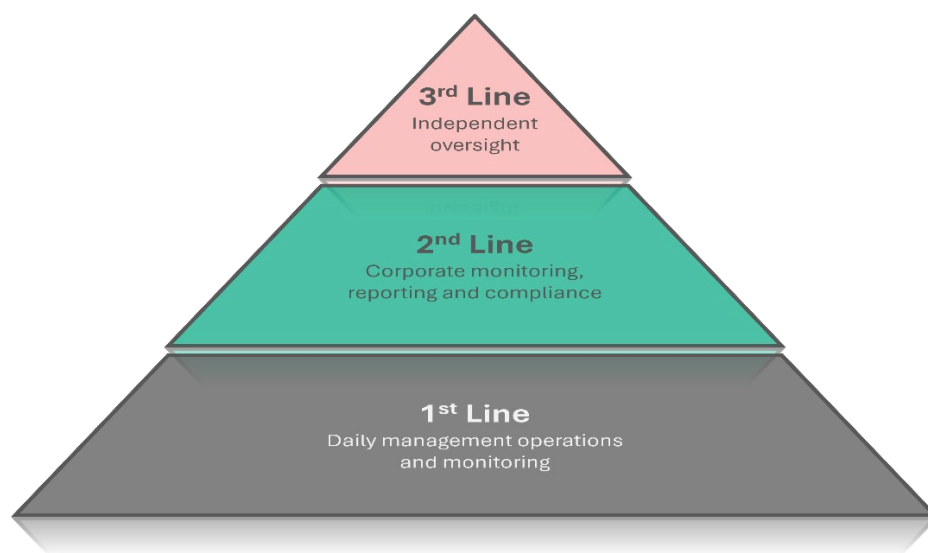 3rd Line
Independent
oversight
2nd Line
Corporate monitoring,
reporting and compliance
1st Line
Daily management operations
and monitoring